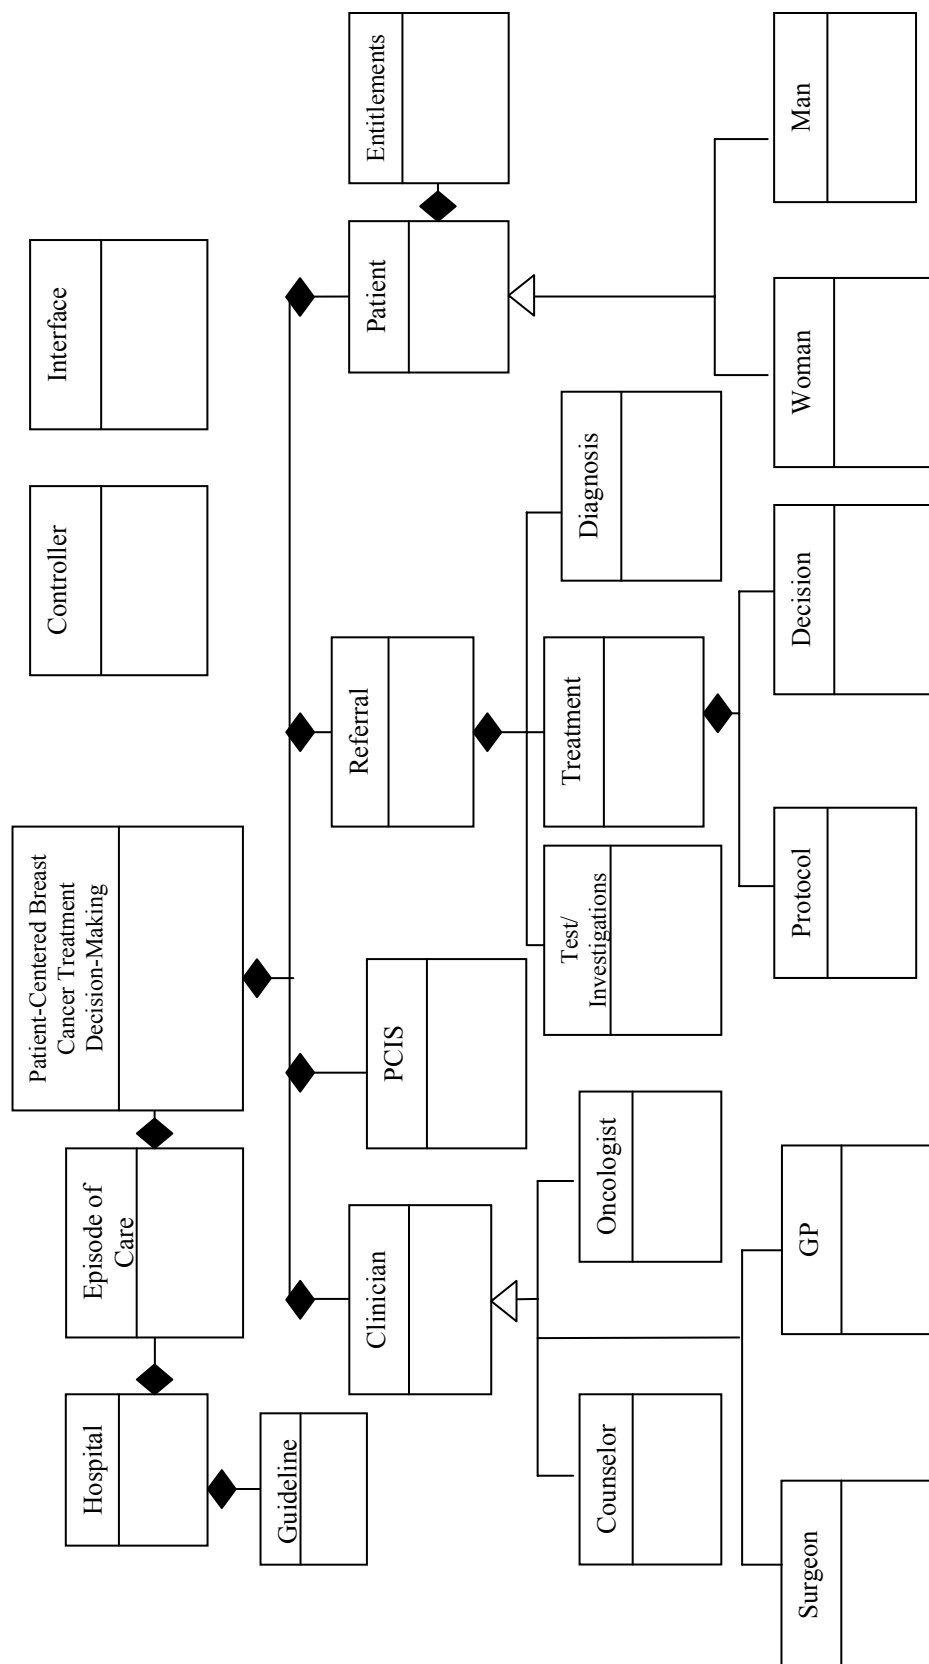 Hospital
Episode of
Care
Patient-Centered Breast
Cancer Treatment
Decision-Making
Controller
Interface
Guideline
Clinician
PCIS
Referral
Patient
Entitlements
Counselor
Oncologist
Test/
Investigations
Treatment
Diagnosis
Surgeon
GP
Protocol
Decision
Woman
Man